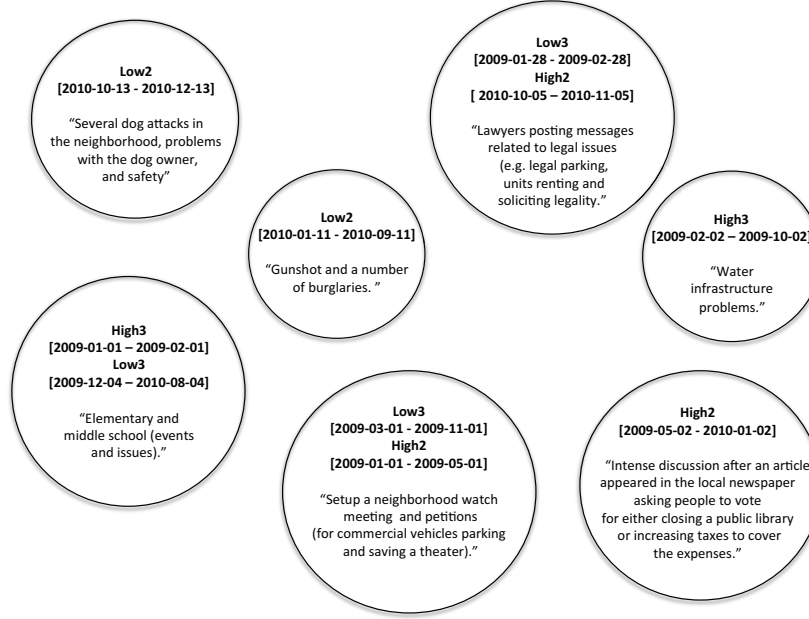 Low2
[2010-10-13 - 2010-12-13]
“Several dog attacks in
the neighborhood, problems
with the dog owner,
and safety”
Low3
[2009-01-28 - 2009-02-28]
High2
[ 2010-10-05 – 2010-11-05]
“Lawyers posting messages
related to legal issues
(e.g. legal parking,
units renting and
soliciting legality.”
Low2
[2010-01-11 - 2010-09-11]
“Gunshot and a number
of burglaries. ”
High3
[2009-02-02 – 2009-10-02]
“Water
infrastructure
problems.”
High3
[2009-01-01 – 2009-02-01]
Low3
[2009-12-04 – 2010-08-04]
“Elementary and
middle school (events
and issues).”
Low3
[2009-03-01 - 2009-11-01]
High2
[2009-01-01 - 2009-05-01]
“Setup a neighborhood watch
meeting and petitions
(for commercial vehicles parking
and saving a theater).”
High2
[2009-05-02 - 2010-01-02]
“Intense discussion after an article
appeared in the local newspaper
asking people to vote
for either closing a public library
or increasing taxes to cover
the expenses.”